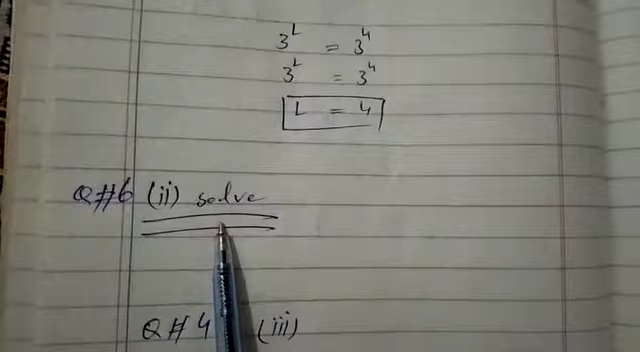 3^L = 3^4
3^L = 3^4
L = 4
Q#6 (ii) solve
Q#4 (iii)